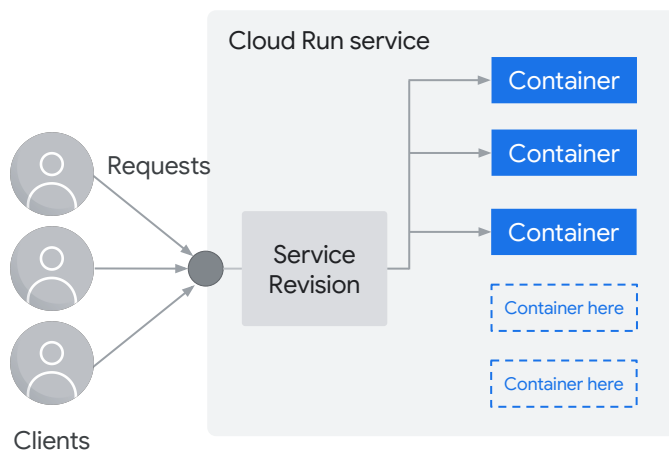 Cloud Run service
Container
Requests
Container
Container
Service
Revision
Container here
Container here
Clients